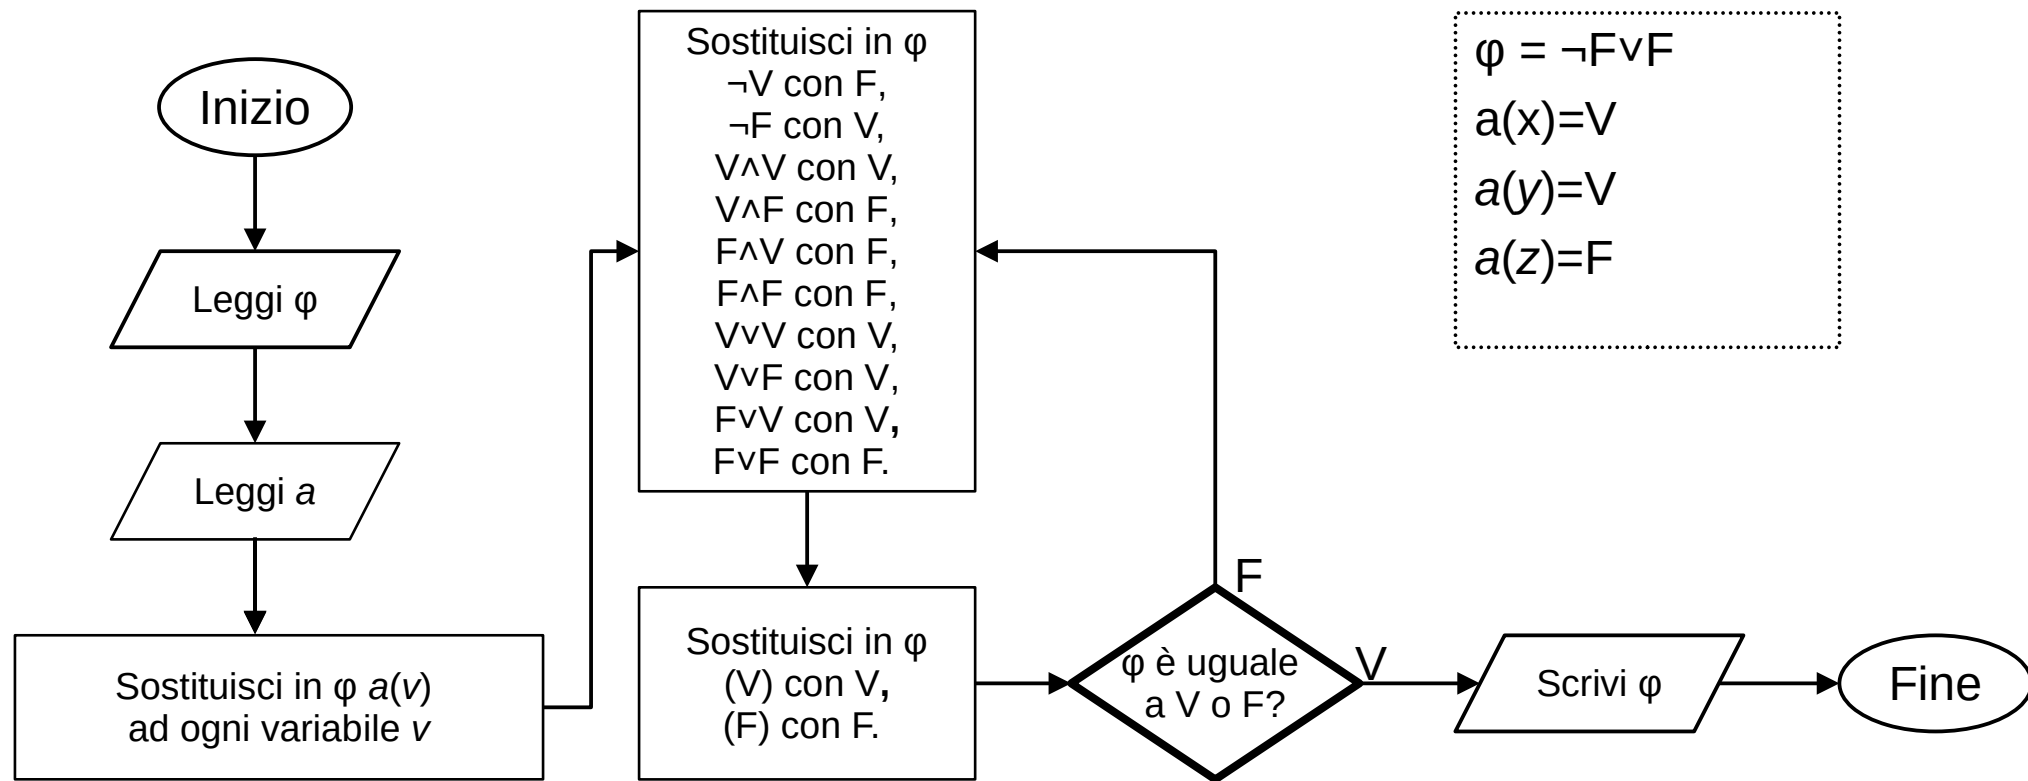 Inizio
Leggi φ
Leggi a
Sostituisci in φ a(v)
ad ogni variabile v
Sostituisci in φ
¬V con F,
¬F con V,
V∧V con V,
V∧F con F,
F∧V con F,
F∧F con F,
V∨V con V,
V∨F con V,
F∨V con V,
F∨F con F.
Sostituisci in φ
(V) con V,
(F) con F.
φ è uguale
a V o F?
F
V
Scrivi φ
Fine
φ = ¬F∨F
a(x)=V
a(y)=V
a(z)=F